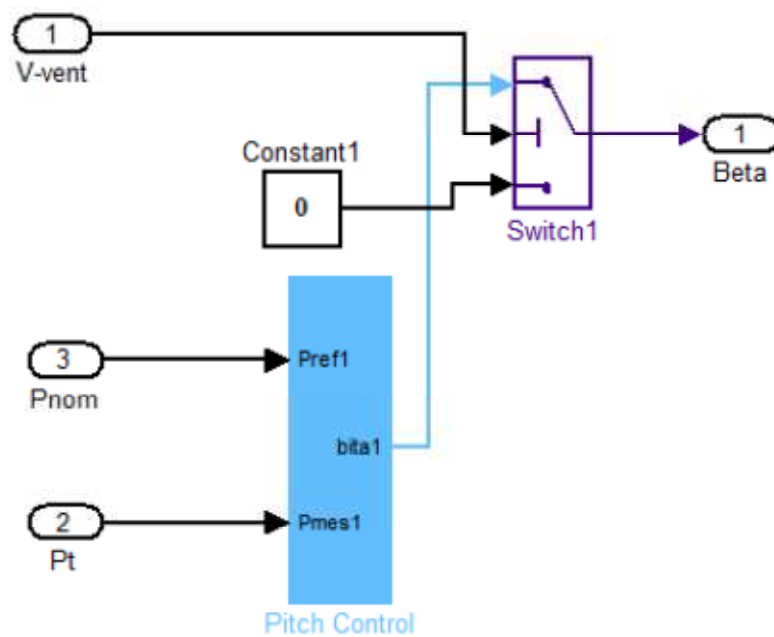 1
V-vent
Constant1
0
Switch1
1
Beta
3
Pnom
Pref1
bita1
2
Pt
Pmes1
Pitch Control